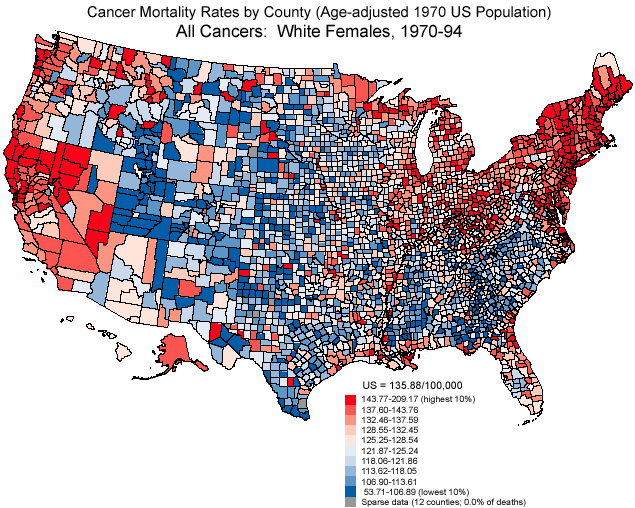 Cancer Mortality Rates by County (Age-adjusted 1970 US Population)
All Cancers: White Females, 1970-94
US = 135.88/100,000
143.77-209.17 (highest 10%)
137.60-143.76
132.46-137.59
128.55-132.45
125.25-128.54
121.87-125.24
118.06-121.86
113.62-118.05
106.90-113.61
53.71-106.89 (lowest 10%)
Sparse data (12 counties; 0.0% of deaths)